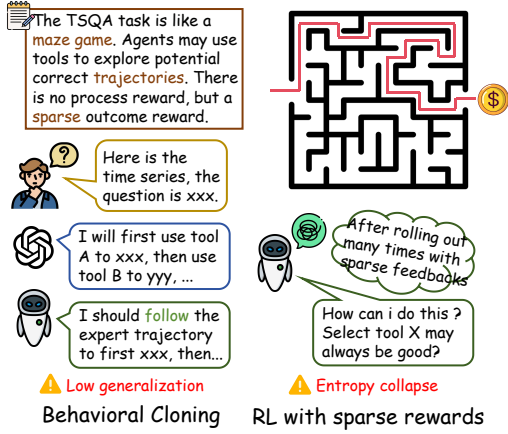 The TSQA task is like a
maze game. Agents may use
tools to explore potential
correct trajectories. There
is no process reward, but a
sparse outcome reward.
$
?
Here is the
time series, the
question is xxx.
I will first use tool
A to xxx, then use
tool B to yyy, ...
I should follow the
expert trajectory
to first xxx, then...
Low generalization
Behavioral Cloning
After rolling out
many times with
sparse feedbacks
How can i do this ?
Select tool X may
always be good?
Entropy collapse
RL with sparse rewards